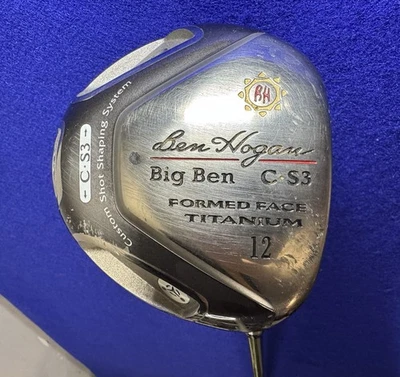 BH
Ben Hogan
Big Ben C·S3
FORMED FACE
TITANIUM
12
C·S3
Custom Shot Shaping System